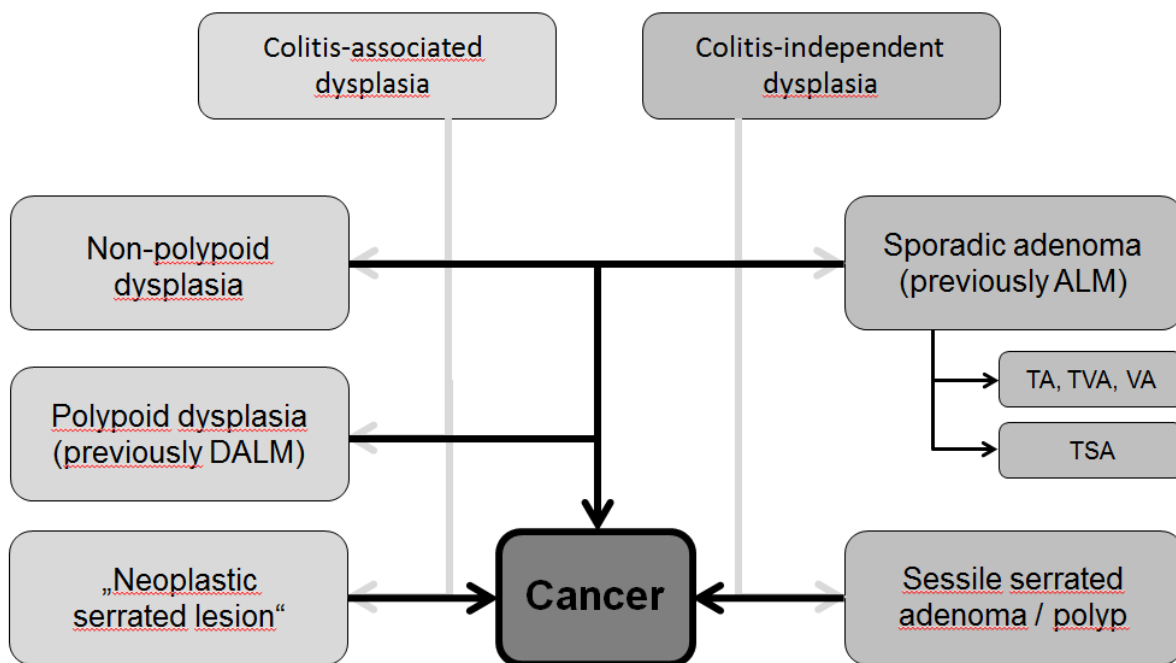 Colitis-associated
dysplasia
Colitis-independent
dysplasia
Non-polypoid
dysplasia
Sporadic adenoma
(previously ALM)
TA, TVA, VA
Polypoid dysplasia
(previously DALM)
TSA
„Neoplastic
serrated lesion“
Cancer
Sessile serrated
adenoma / polyp